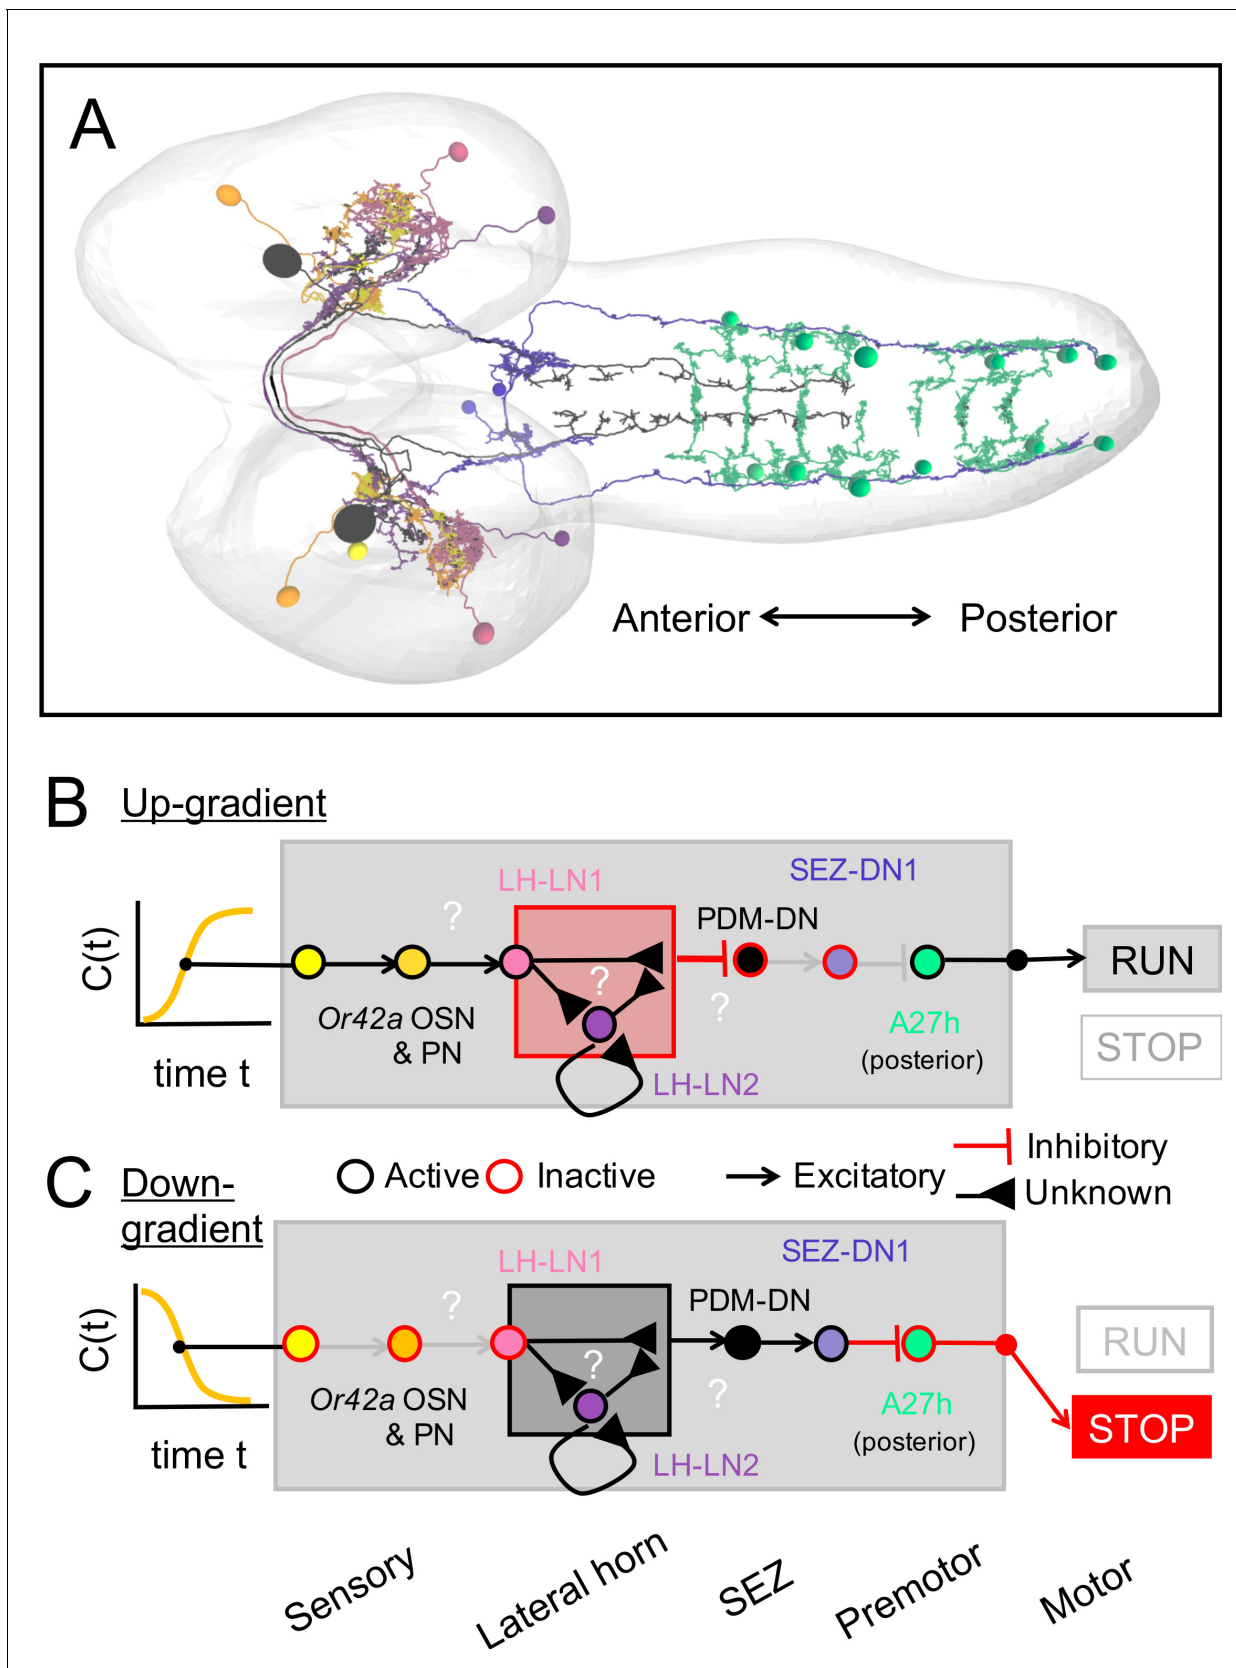 A
Anterior
Posterior
B
Up-gradient
C(t)
time t
?
LH-LN1
Or42a OSN
& PN
?
LH-LN2
PDM-DN
?
SEZ-DN1
A27h
(posterior)
RUN
STOP
Active
Inactive
Excitatory
Inhibitory
Unknown
C
Down-
gradient
C(t)
time t
?
LH-LN1
Or42a OSN
& PN
?
LH-LN2
PDM-DN
?
SEZ-DN1
A27h
(posterior)
RUN
STOP
Sensory
Lateral horn
SEZ
Premotor
Motor